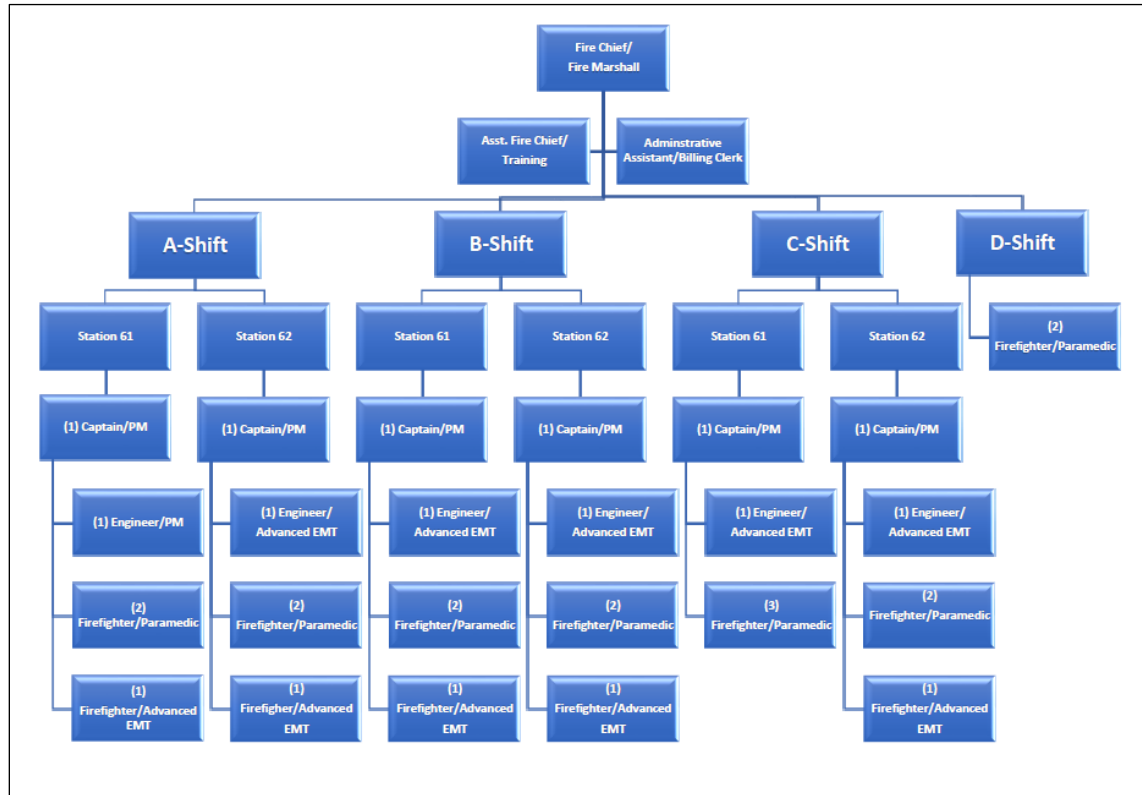 Fire Chief/
Fire Marshall
Asst. Fire Chief/
Training
Adminstrative
Assistant/Billing Clerk
A-Shift
B-Shift
C-Shift
D-Shift
Station 61
Station 62
Station 61
Station 62
Station 61
Station 62
(2)
Firefighter/Paramedic
(1) Captain/PM
(1) Captain/PM
(1) Captain/PM
(1) Captain/PM
(1) Captain/PM
(1) Captain/PM
(1) Engineer/PM
(1) Engineer/
Advanced EMT
(1) Engineer/
Advanced EMT
(1) Engineer/
Advanced EMT
(1) Engineer/
Advanced EMT
(1) Engineer/
Advanced EMT
(2)
Firefighter/Paramedic
(2)
Firefighter/Paramedic
(2)
Firefighter/Paramedic
(2)
Firefighter/Paramedic
(3)
Firefighter/Paramedic
(2)
Firefighter/Paramedic
(1)
Firefighter/Advanced
EMT
(1)
Firefigher/Advanced
EMT
(1)
Firefighter/Advanced
EMT
(1)
Firefighter/Advanced
EMT
(1)
Firefighter/Advanced
EMT